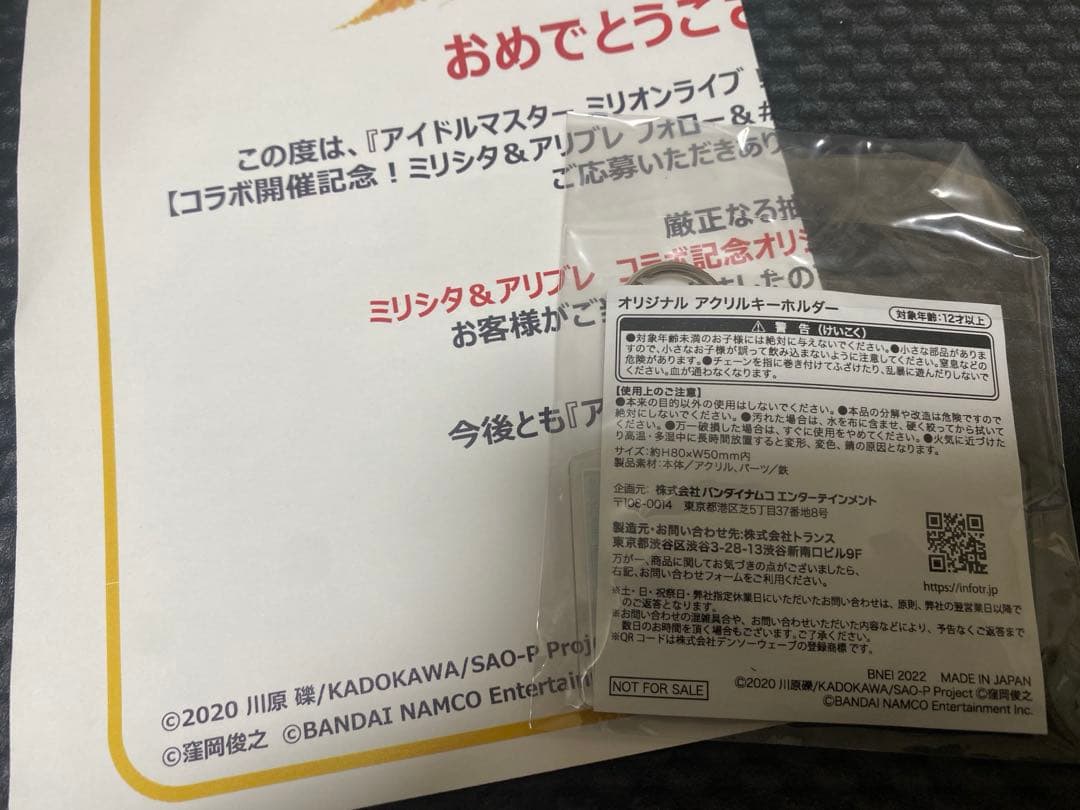 おめでとうござ
この度は、『アイドルマスター ミリオンライブ！
【コラボ開催記念！ミリシタ＆アリブレ フォロー＆#
ご応募いただきあり
厳正なる抽
ミリシタ＆アリブレ コラボ記念オリジ
お客様がご当
したの
今後とも『ア
©2020 川原 礫/KADOKAWA/SAO-P Proje
©窪岡俊之 ©BANDAI NAMCO Entertainm
オリジナル アクリルキーホルダー
対象年齢:12才以上
⚠ 警 告 (けいこく)
●対象年齢未満のお子様には絶対に与えないでください。●小さな部品がありま
すので、小さなお子様が誤って飲み込まないように注意してください。窒息などの
危険があります。●チェーンを指に巻き付けてふざけたり、乱暴に遊んだりしないで
ください。血が通わなくなります。
【使用上のご注意】
●本来の目的以外の使用はしないでください。●本品の分解や改造は危険ですので
絶対にしないでください。●汚れた場合は、水を布に含ませ、硬く絞ってから拭いて
ください。●万一破損した場合は、すぐに使用をやめてください。●火気に近づけた
り高温・多湿中に長時間放置すると変形、変色、錆の原因となります。
サイズ:約H80×W50mm内
製品素材:本体/アクリル、パーツ/鉄
企画元: 株式会社 バンダイナムコ エンターテインメント
〒108-0014 東京都港区芝5丁目37番地8号
製造元・お問い合わせ先:株式会社トランス
東京都渋谷区渋谷3-28-13渋谷新南口ビル9F
万が一、商品に関してお気づきの点がございましたら、
右記、お問い合わせフォームをご利用ください。
https://infotr.jp
※土・日・祝祭日・弊社指定休業日にいただいたお問い合わせは、原則、弊社の翌営業日以降で
のご返答となります。
※お問い合わせの混雑具合や、お問い合わせいただいた内容などにより、予告なくご返答まで
数日のお時間を頂く場合もございます。ご了承ください。
※QRコードは株式会社デンソーウェーブの登録商標です。
BNEI 2022 MADE IN JAPAN
NOT FOR SALE
©2020 川原礫/KADOKAWA/SAO-P Project ©窪岡俊之
©BANDAI NAMCO Entertainment Inc.